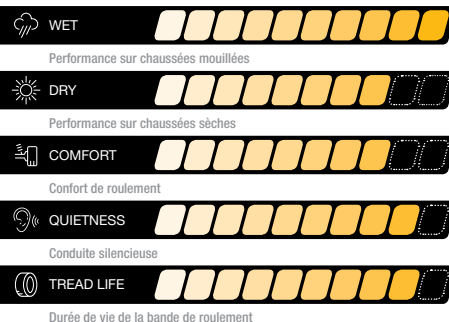 WET
Performance sur chaussées mouillées
DRY
Performance sur chaussées sèches
COMFORT
Confort de roulement
QUIETNESS
Conduite silencieuse
TREAD LIFE
Durée de vie de la bande de roulement